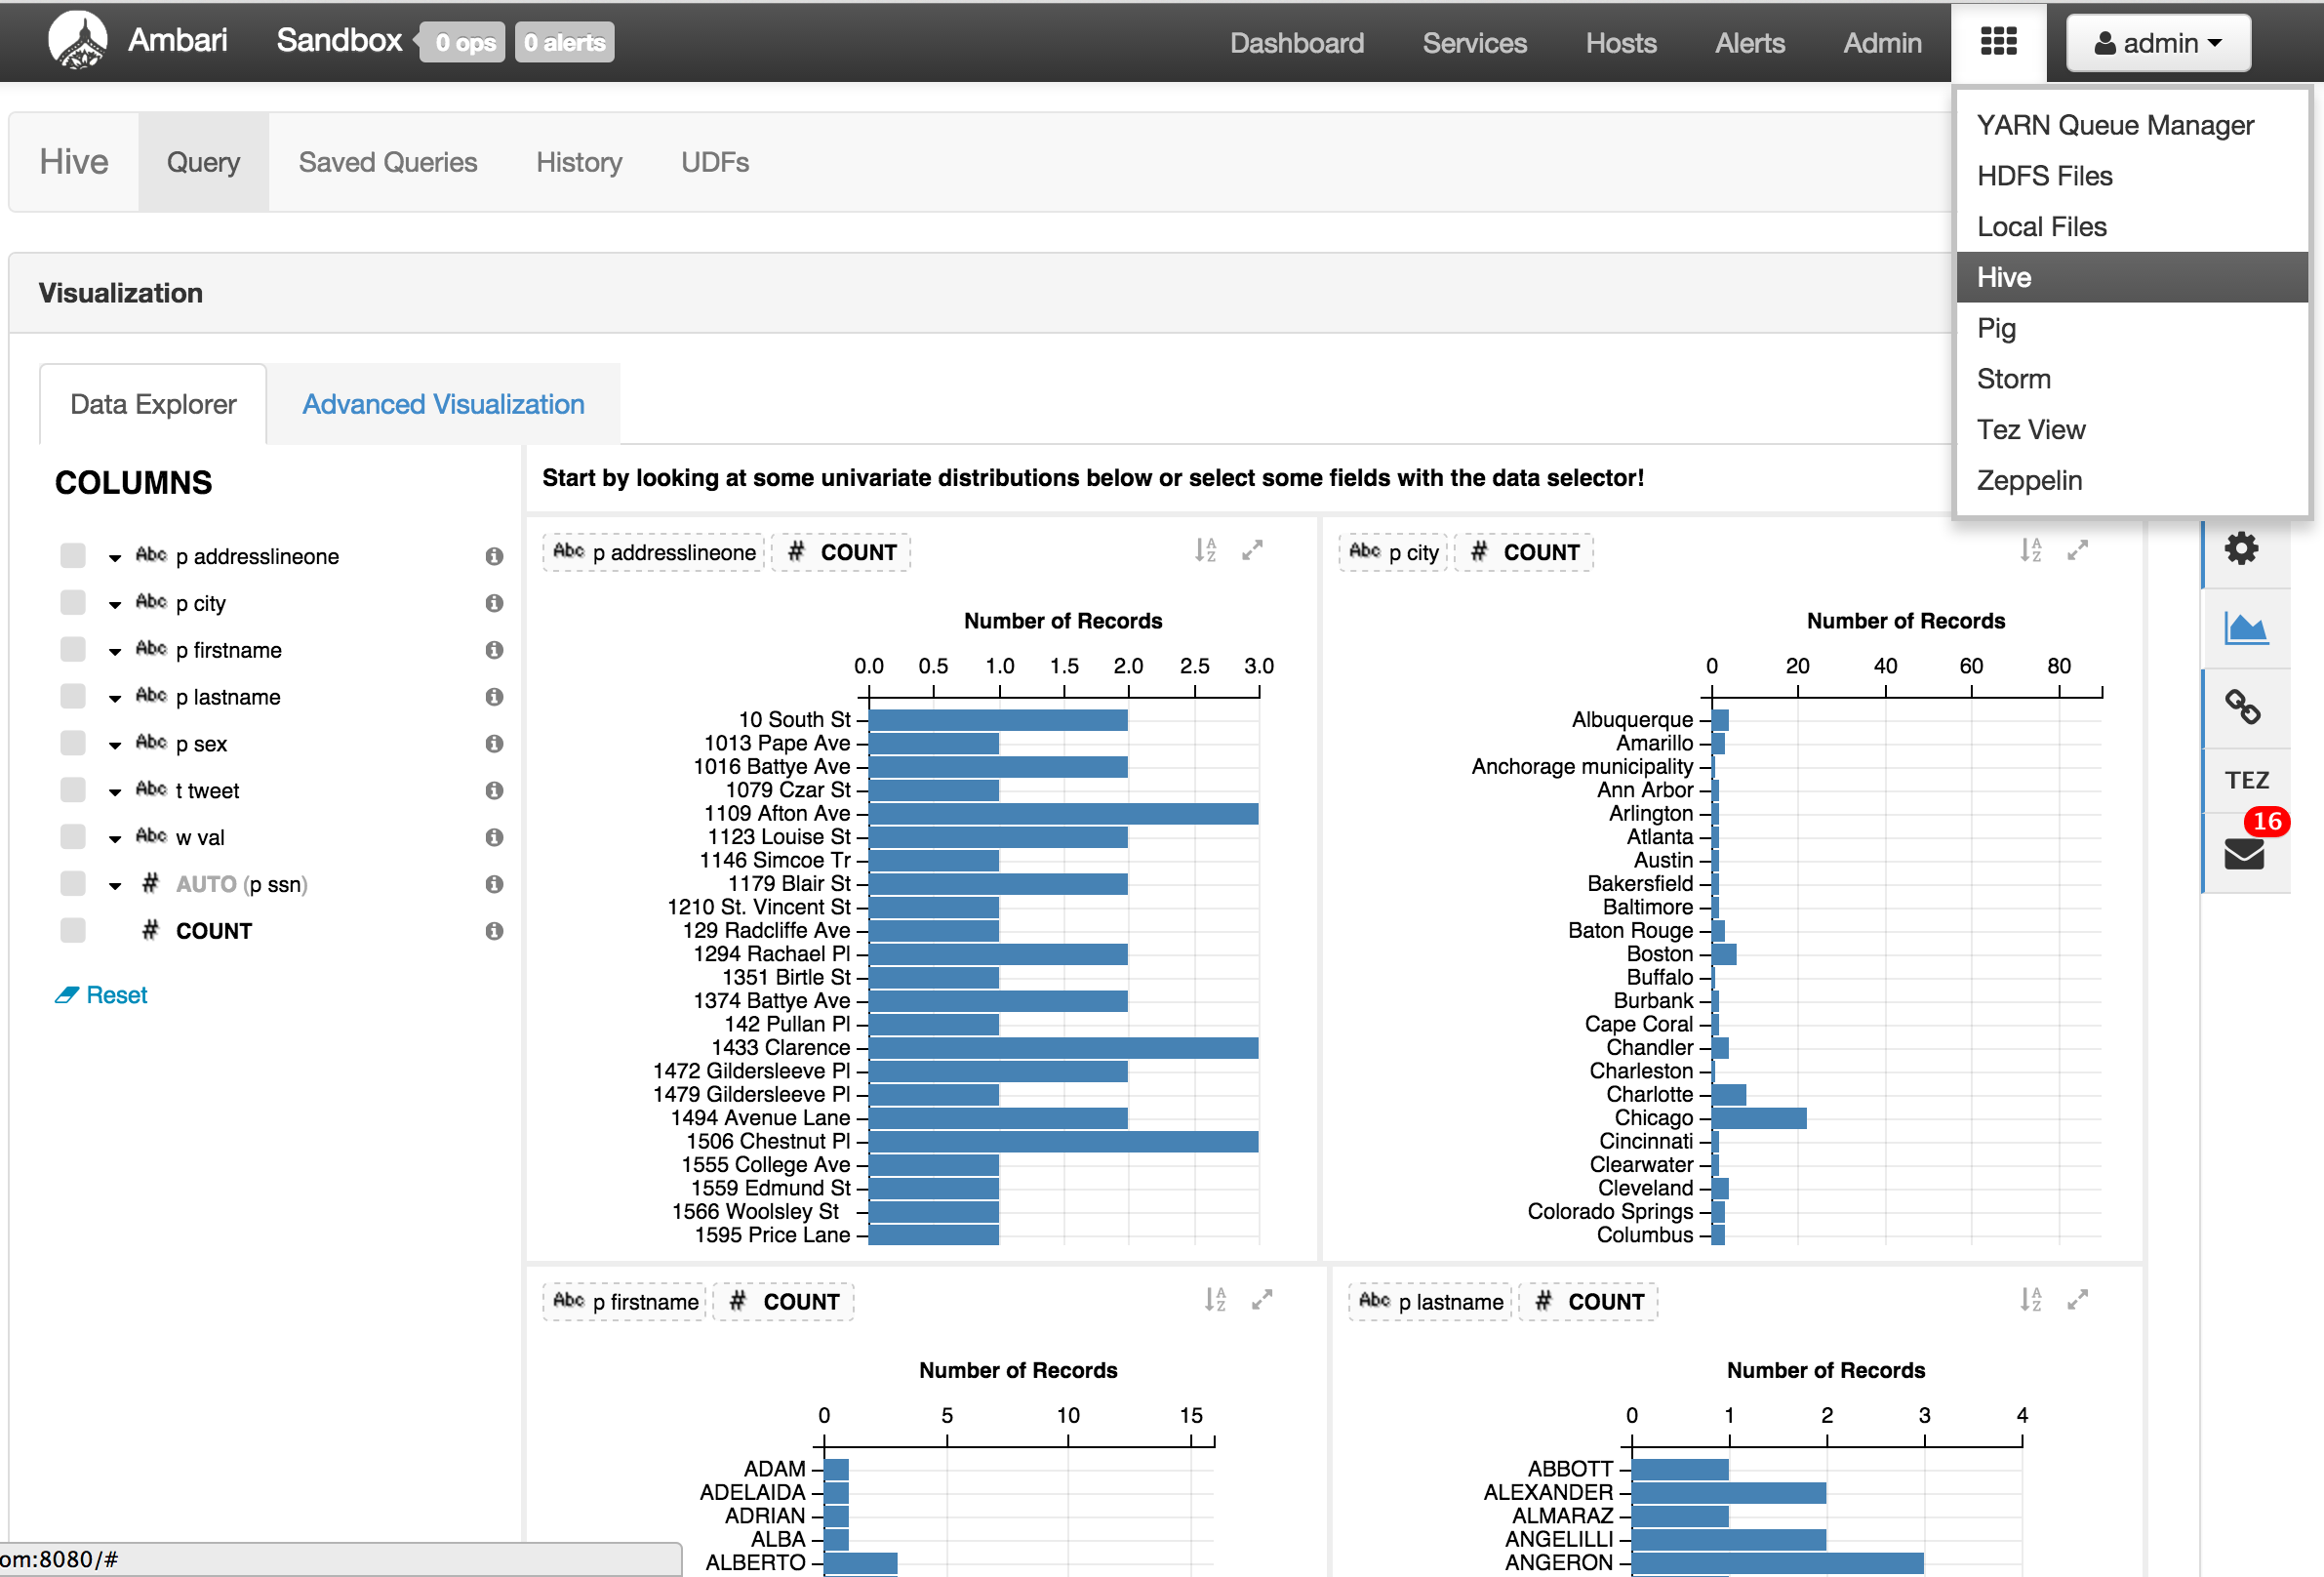 Ambari Sandbox 0 ops 0 alerts Dashboard Services Hosts Alerts Admin admin
YARN Queue Manager
HDFS Files
Local Files
Hive
Pig
Storm
Tez View
Zeppelin
Hive Query Saved Queries History UDFs
Visualization
Data Explorer Advanced Visualization
COLUMNS
Abc p addresslineone
Abc p city
Abc p firstname
Abc p lastname
Abc p sex
Abc t tweet
Abc w val
# AUTO (p ssn)
# COUNT
Reset
Start by looking at some univariate distributions below or select some fields with the data selector!
Abc p addresslineone # COUNT
Number of Records
0.0 0.5 1.0 1.5 2.0 2.5 3.0
10 South St
1013 Pape Ave
1016 Battye Ave
1079 Czar St
1109 Afton Ave
1123 Louise St
1146 Simcoe Tr
1179 Blair St
1210 St. Vincent St
129 Radcliffe Ave
1294 Rachael Pl
1351 Birtle St
1374 Battye Ave
142 Pullan Pl
1433 Clarence
1472 Gildersleeve Pl
1479 Gildersleeve Pl
1494 Avenue Lane
1506 Chestnut Pl
1555 College Ave
1559 Edmund St
1566 Woolsley St
1595 Price Lane
Abc p city # COUNT
Number of Records
0 20 40 60 80
Albuquerque
Amarillo
Anchorage municipality
Ann Arbor
Arlington
Atlanta
Austin
Bakersfield
Baltimore
Baton Rouge
Boston
Buffalo
Burbank
Cape Coral
Chandler
Charleston
Charlotte
Chicago
Cincinnati
Clearwater
Cleveland
Colorado Springs
Columbus
TEZ
16
Abc p firstname # COUNT
Number of Records
0 5 10 15
ADAM
ADELAIDA
ADRIAN
ALBA
ALBERTO
Abc p lastname # COUNT
Number of Records
0 1 2 3 4
ABBOTT
ALEXANDER
ALMARAZ
ANGELILLI
ANGERON
om:8080/#